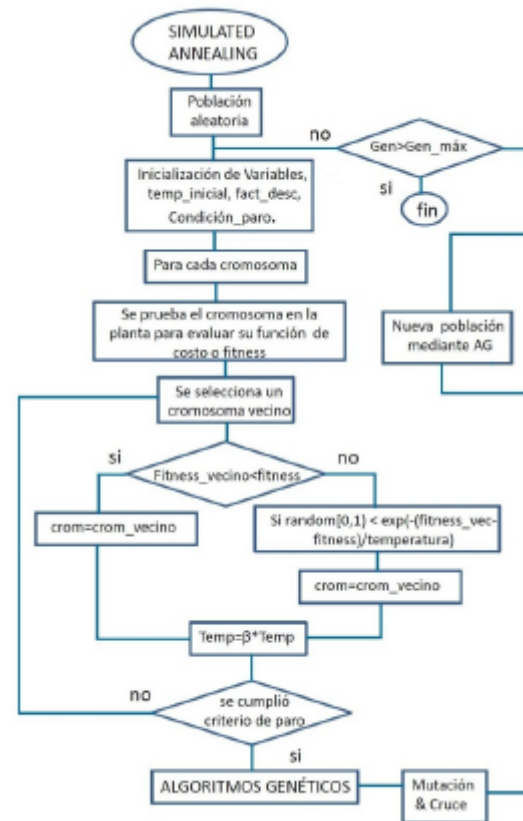 SIMULATED
ANNEALING
Población
aleatoria
no
Gen>Gen_máx
si
fin
Inicialización de Variables,
temp_inicial, fact_desc,
Condición_paro.
Para cada cromosoma
Se prueba el cromosoma en la
planta para evaluar su función de
costo o fitness
Nueva población
mediante AG
Se selecciona un
cromosoma vecino
si
Fitness_vecino<fitness
no
crom=crom_vecino
Si random[0,1) < exp(-(fitness_vec-
fitness)/temperatura)
crom=crom_vecino
Temp=β*Temp
no
se cumplió
criterio de paro
si
ALGORITMOS GENÉTICOS
Mutación
& Cruce